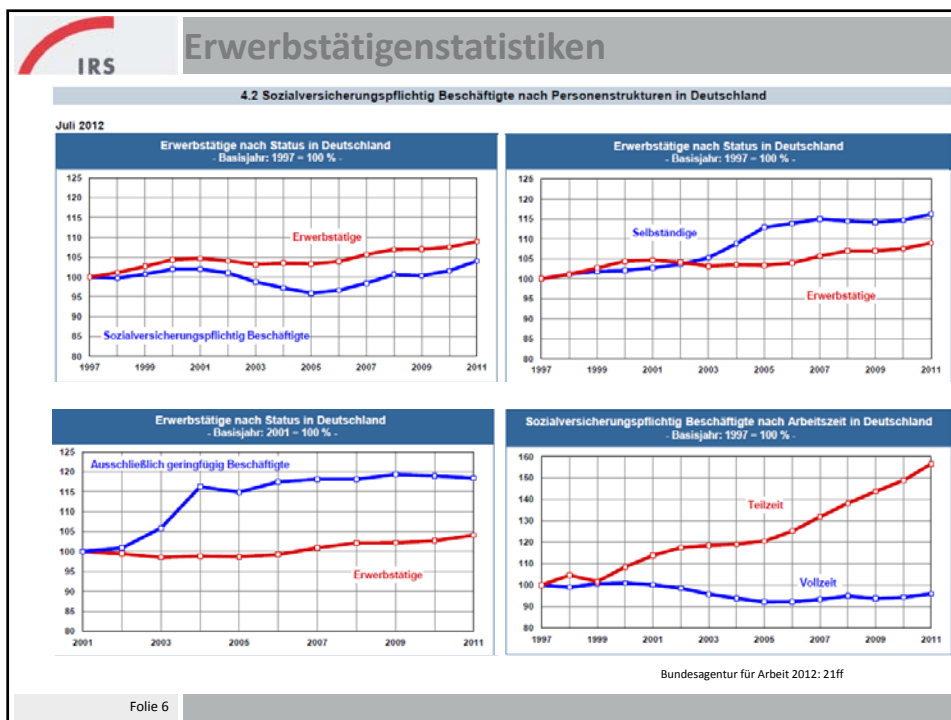 IRS
Erwerbstätigenstatistiken
4.2 Sozialversicherungspflichtig Beschäftigte nach Personenstrukturen in Deutschland
Juli 2012
Erwerbstätige nach Status in Deutschland
- Basisjahr: 1997 = 100 % -
125
120
115
110
105
100
95
90
85
80
Erwerbstätige
Sozialversicherungspflichtig Beschäftigte
1997 1999 2001 2003 2005 2007 2009 2011
Erwerbstätige nach Status in Deutschland
- Basisjahr: 1997 = 100 % -
125
120
115
110
105
100
95
90
85
80
Selbständige
Erwerbstätige
1997 1999 2001 2003 2005 2007 2009 2011
Erwerbstätige nach Status in Deutschland
- Basisjahr: 2001 = 100 % -
125
120
115
110
105
100
95
90
85
80
Ausschließlich geringfügig Beschäftigte
Erwerbstätige
2001 2003 2005 2007 2009 2011
Sozialversicherungspflichtig Beschäftigte nach Arbeitszeit in Deutschland
- Basisjahr: 1997 = 100 % -
160
150
140
130
120
110
100
90
80
Teilzeit
Vollzeit
1997 1999 2001 2003 2005 2007 2009 2011
Bundesagentur für Arbeit 2012: 21ff
Folie 6